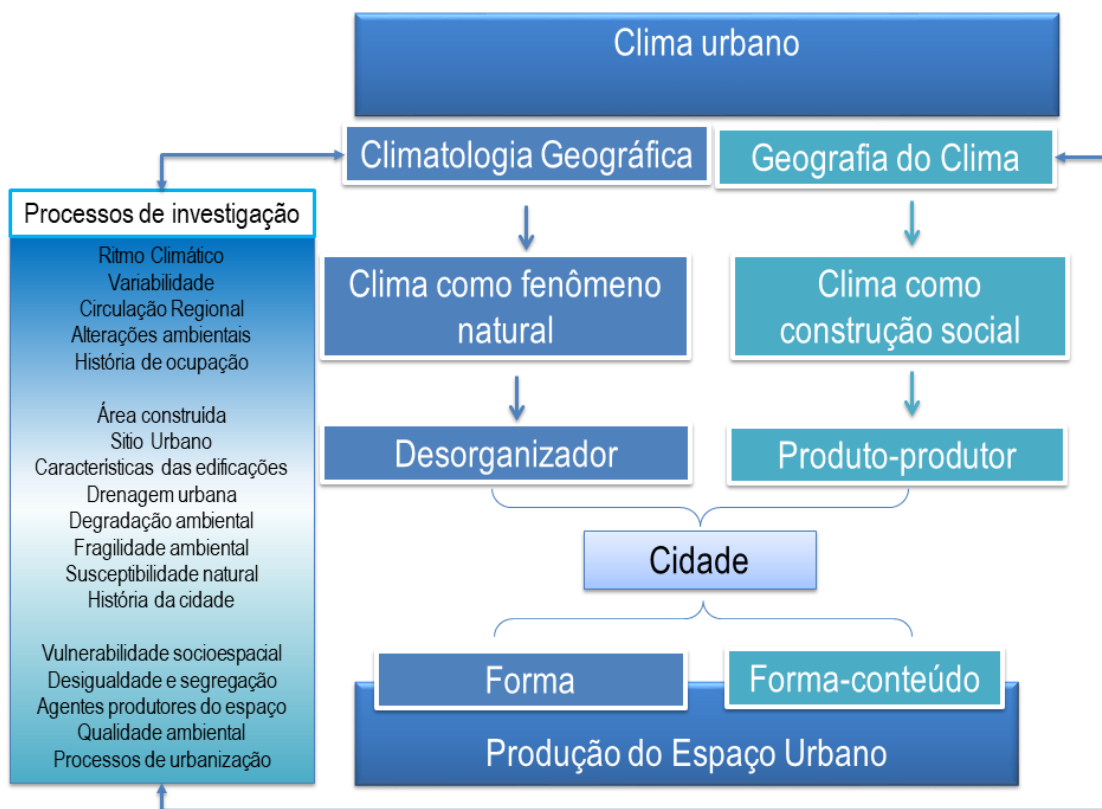 Clima urbano
Climatologia Geográfica
Geografia do Clima
Processos de investigação
Ritmo Climático
Variabilidade
Circulação Regional
Alterações ambientais
História de ocupação
Área construída
Sitio Urbano
Características das edificações
Drenagem urbana
Degradação ambiental
Fragilidade ambiental
Susceptibilidade natural
História da cidade
Vulnerabilidade socioespacial
Desigualdade e segregação
Agentes produtores do espaço
Qualidade ambiental
Processos de urbanização
Clima como fenômeno
natural
Clima como
construção social
Desorganizador
Produto-produtor
Cidade
Forma
Forma-conteúdo
Produção do Espaço Urbano